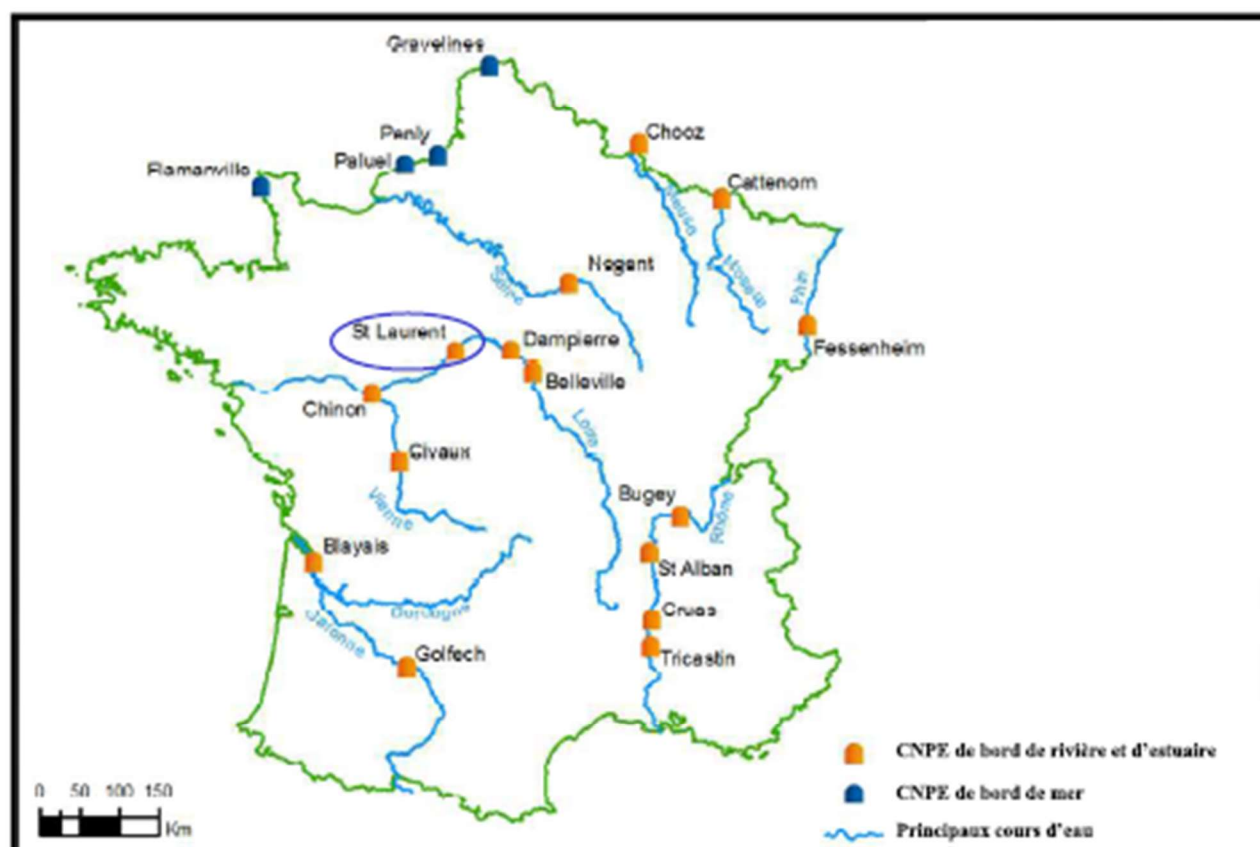 Gravelines
Penly
Paluel
Flamanville
Chooz
Cattenom
Meuse
Moselle
Rhin
Nogent
Seine
St Laurent
Dampierre
Fessenheim
Belleville
Chinon
Loire
Civaux
Vienne
Bugey
Rhône
Blayais
St Alban
Dordogne
Cruas
Garonne
Golfech
Tricastin
CNPE de bord de rivière et d'estuaire
CNPE de bord de mer
Principaux cours d'eau
0 50 100 150
Km